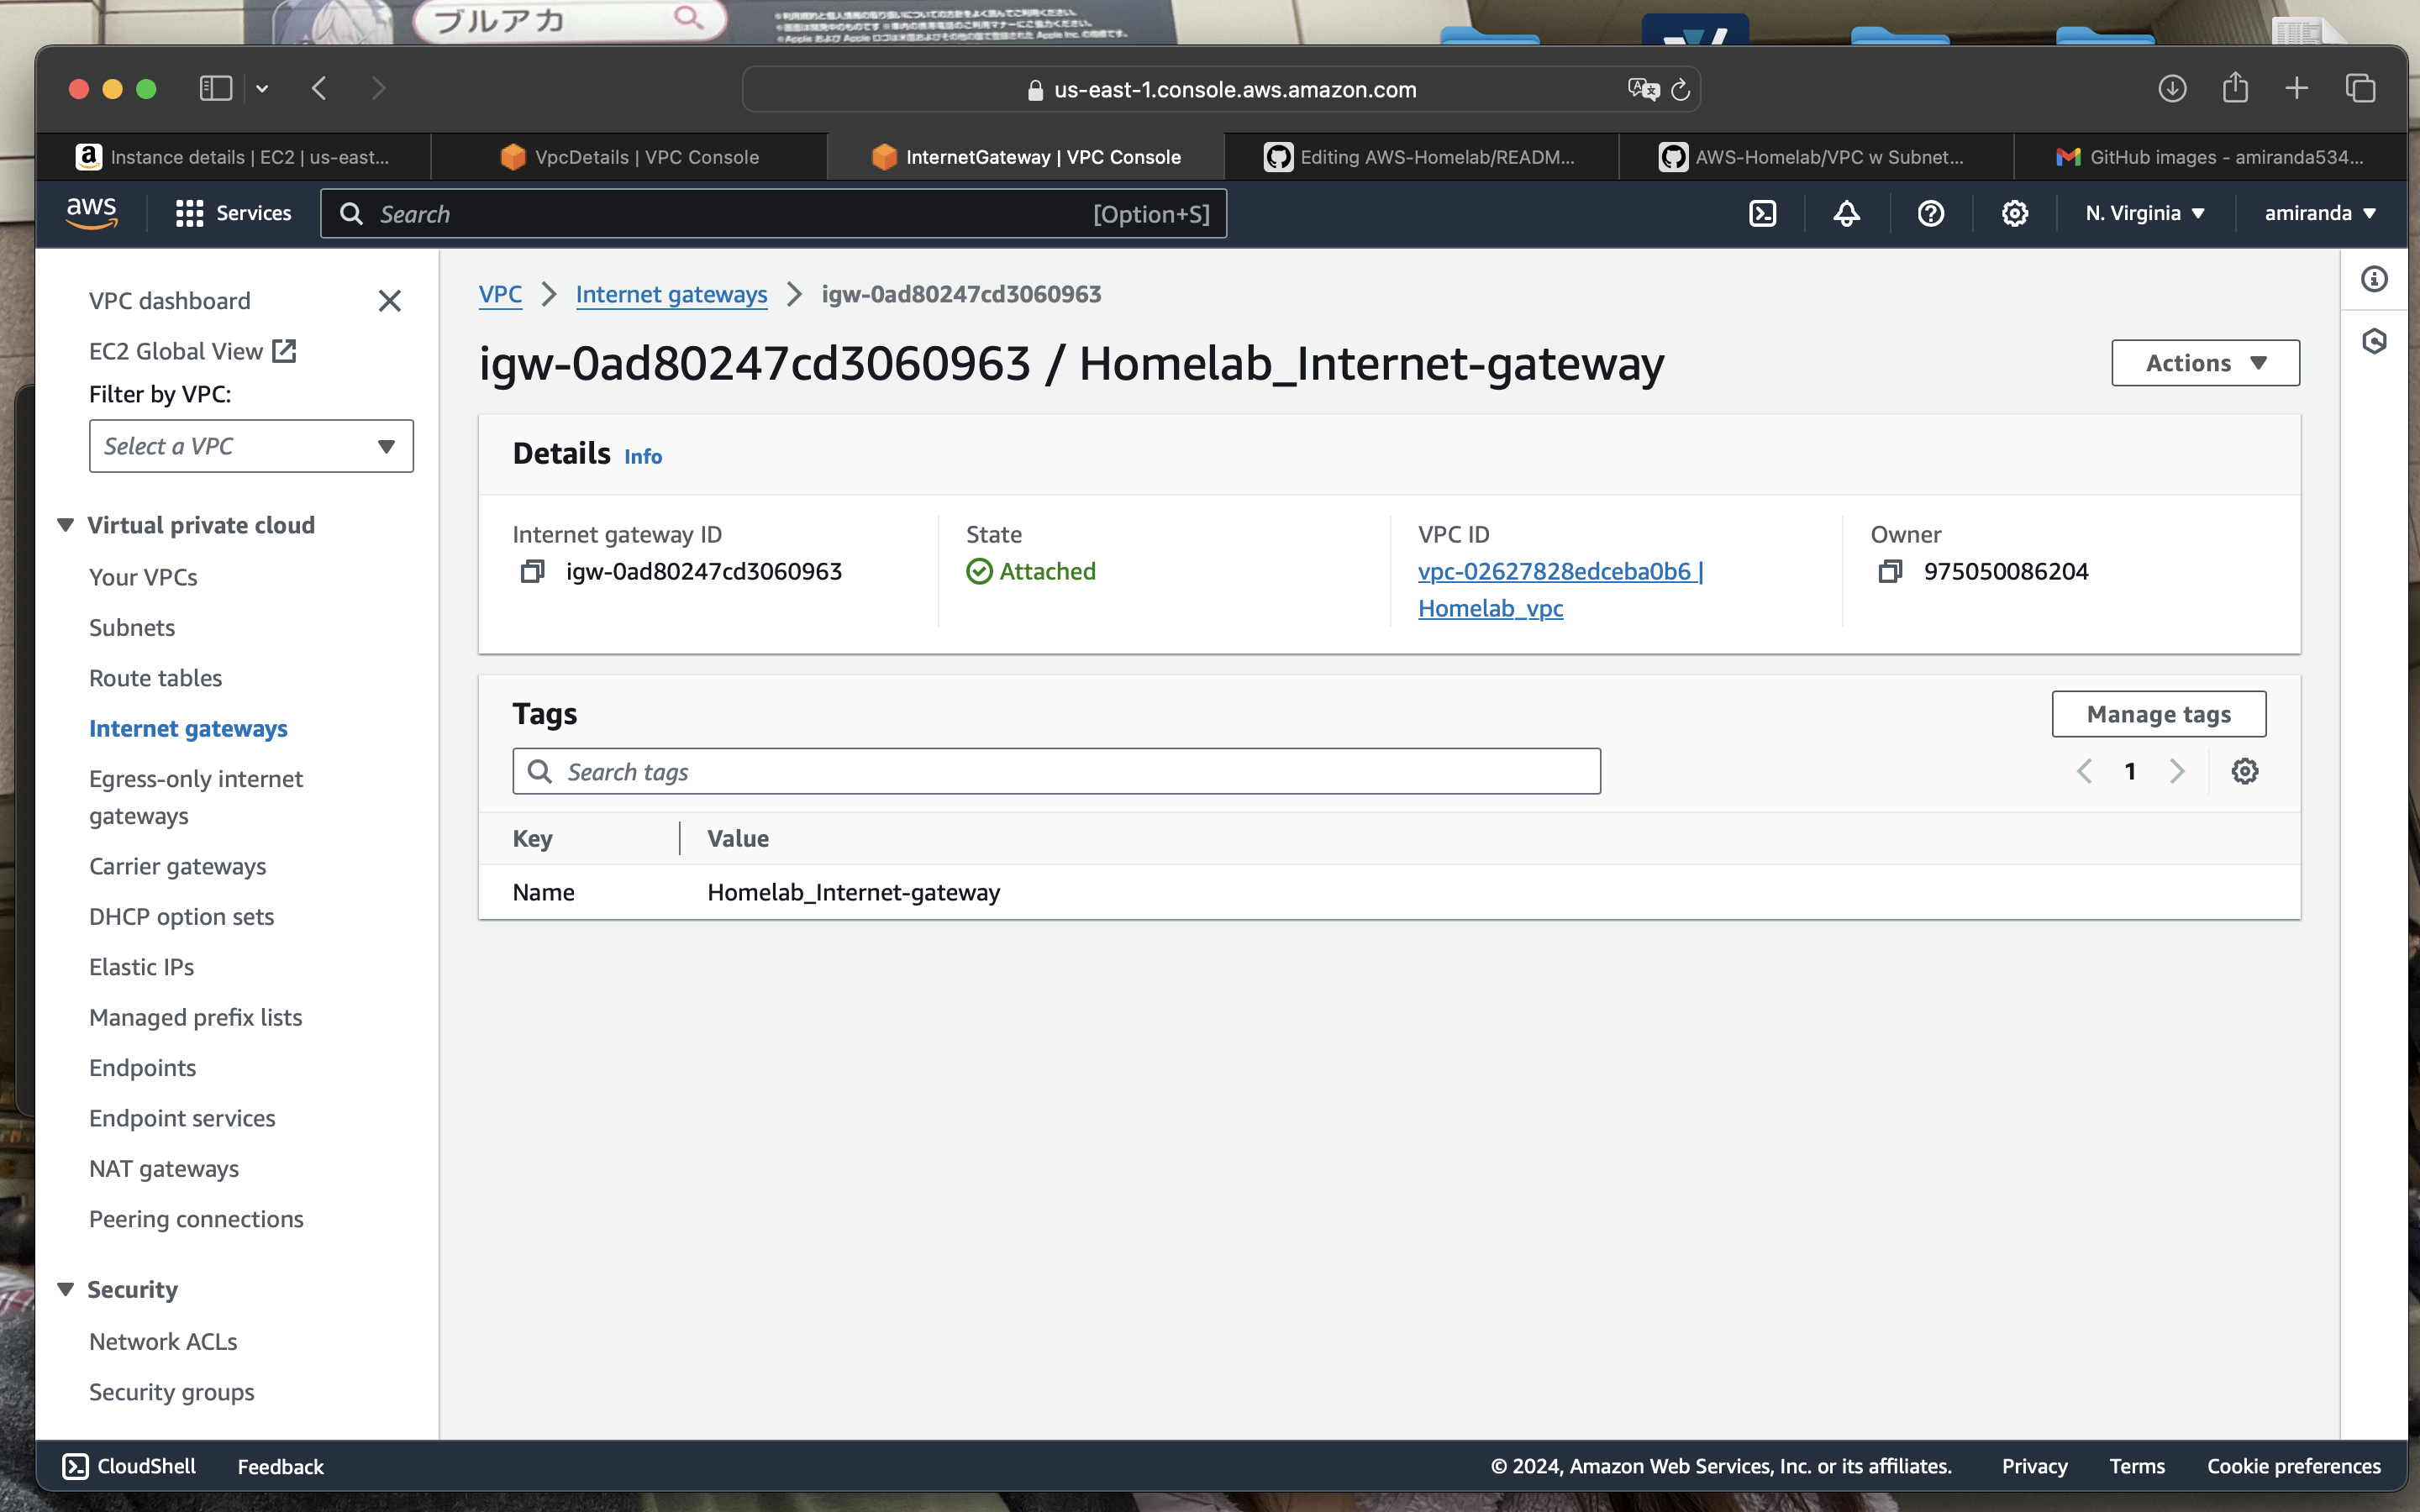 ブルアカ
us-east-1.console.aws.amazon.com
Instance details | EC2 | us-east...
VpcDetails | VPC Console
InternetGateway | VPC Console
Editing AWS-Homelab/READM...
AWS-Homelab/VPC w Subnet...
GitHub images - amiranda534...
aws
Services
Search
[Option+S]
N. Virginia
amiranda
VPC dashboard
EC2 Global View
Filter by VPC:
Select a VPC
Virtual private cloud
Your VPCs
Subnets
Route tables
Internet gateways
Egress-only internet
gateways
Carrier gateways
DHCP option sets
Elastic IPs
Managed prefix lists
Endpoints
Endpoint services
NAT gateways
Peering connections
Security
Network ACLs
Security groups
VPC
Internet gateways
igw-0ad80247cd3060963
igw-0ad80247cd3060963 / Homelab_Internet-gateway
Actions
Details Info
Internet gateway ID
igw-0ad80247cd3060963
State
Attached
VPC ID
vpc-02627828edceba0b6 |
Homelab_vpc
Owner
975050086204
Tags
Manage tags
Search tags
1
Key
Value
Name
Homelab_Internet-gateway
CloudShell
Feedback
© 2024, Amazon Web Services, Inc. or its affiliates.
Privacy
Terms
Cookie preferences